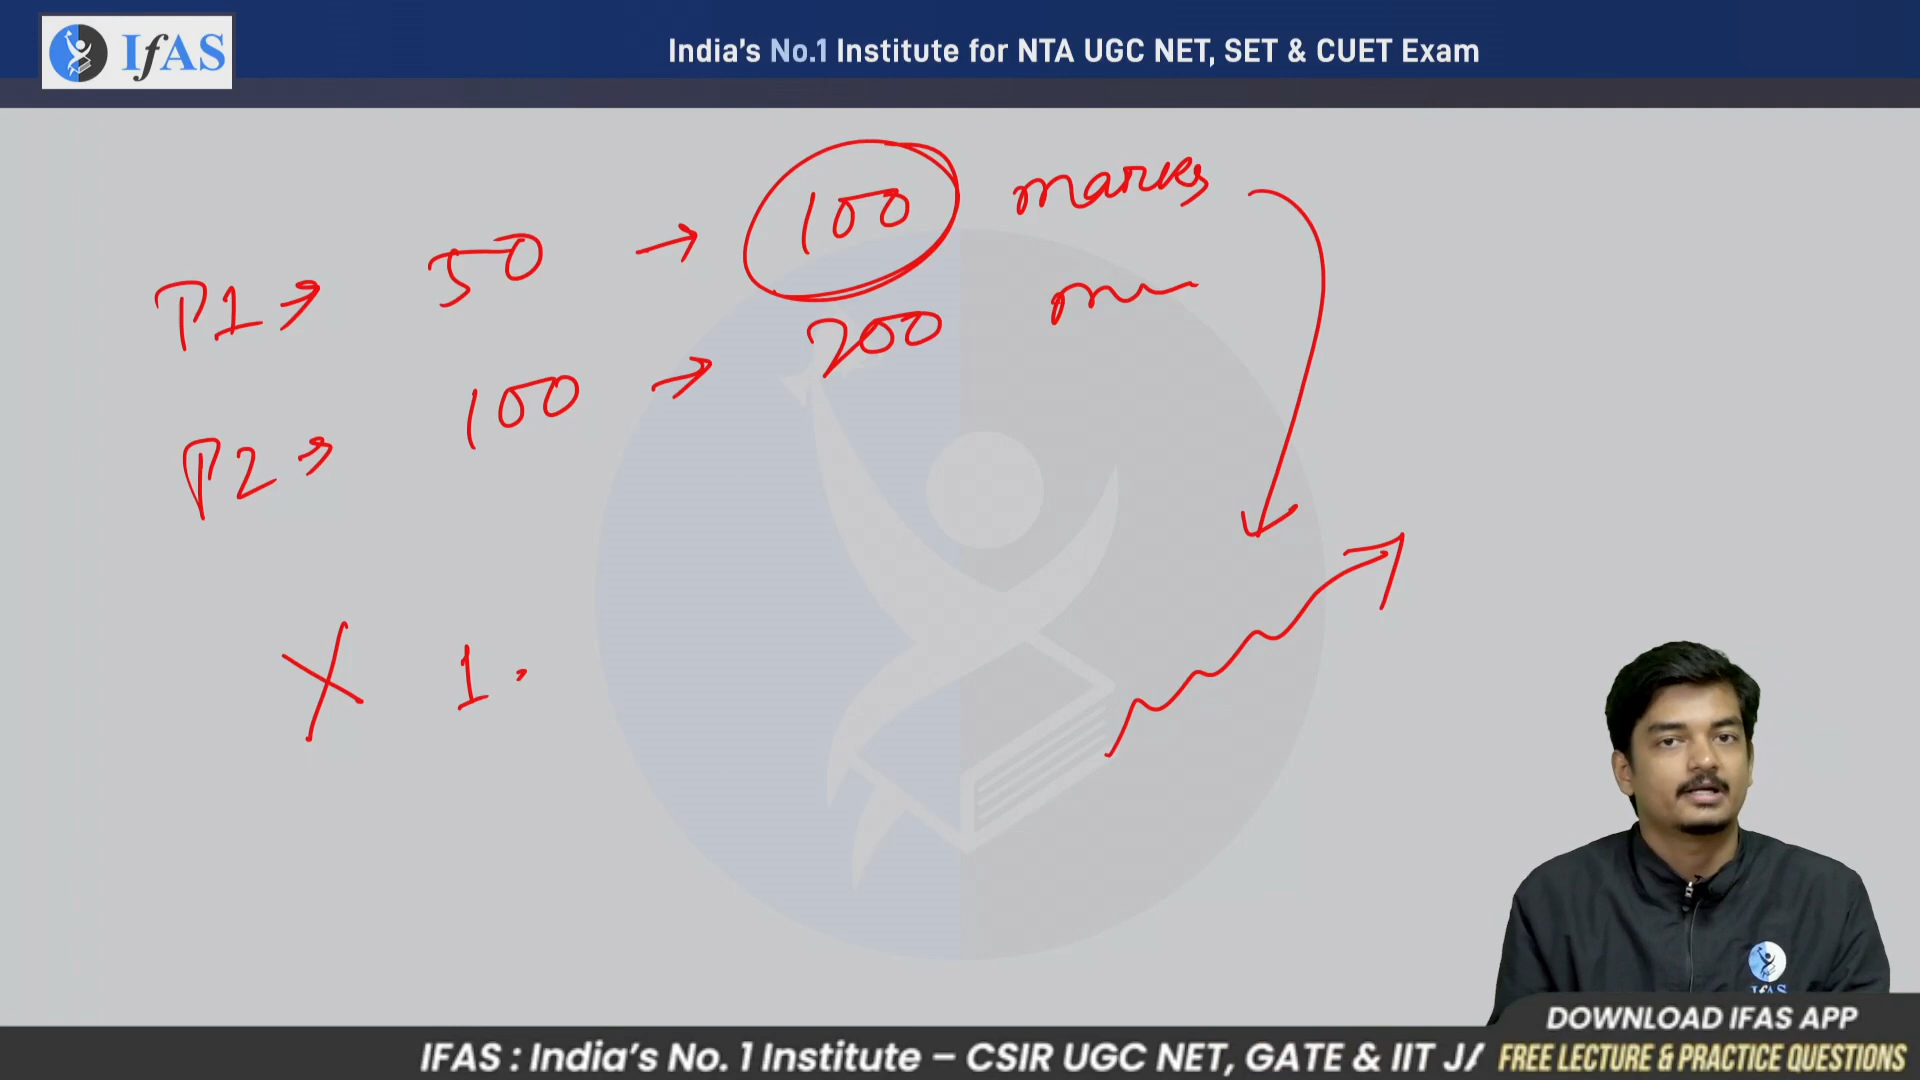 IfAS
India's No.1 Institute for NTA UGC NET, SET & CUET Exam
P1 → 50 → 100 marks
P2 → 100 → 200 m
X 1.
IfAS
DOWNLOAD IFAS APP
IFAS : India's No. 1 Institute – CSIR UGC NET, GATE & IIT J
FREE LECTURE & PRACTICE QUESTIONS